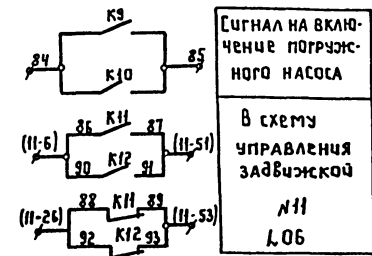 К9
84
85
К10
К11
86
87
(11-6)
(11-51)
90
К12
91
88
К11
89
(11-26)
(11-53)
92
К12
93
Сигнал на вклю-
чение погруж-
ного насоса
В схему
управления
задвижкой
№11
L06